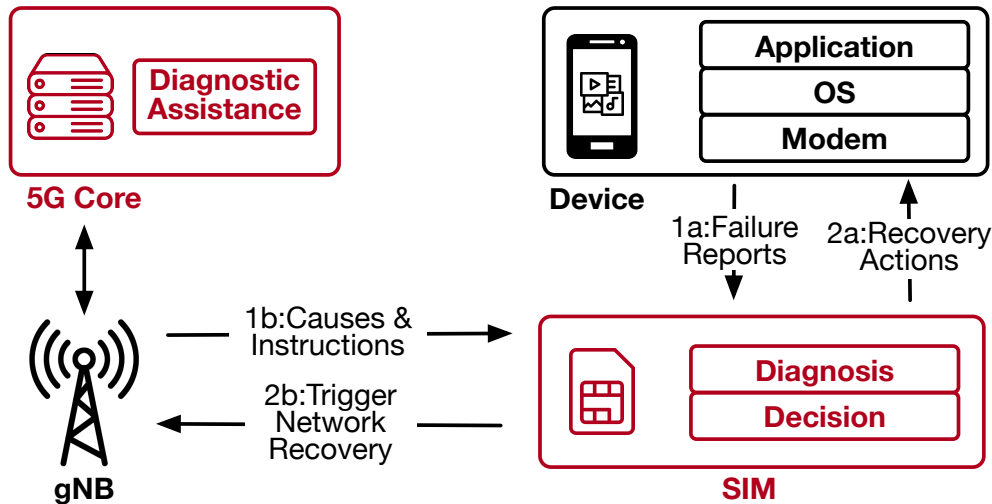 Diagnostic
Assistance
5G Core
Application
OS
Modem
Device
1a:Failure
Reports
2a:Recovery
Actions
1b:Causes &
Instructions
2b:Trigger
Network
Recovery
gNB
Diagnosis
Decision
SIM